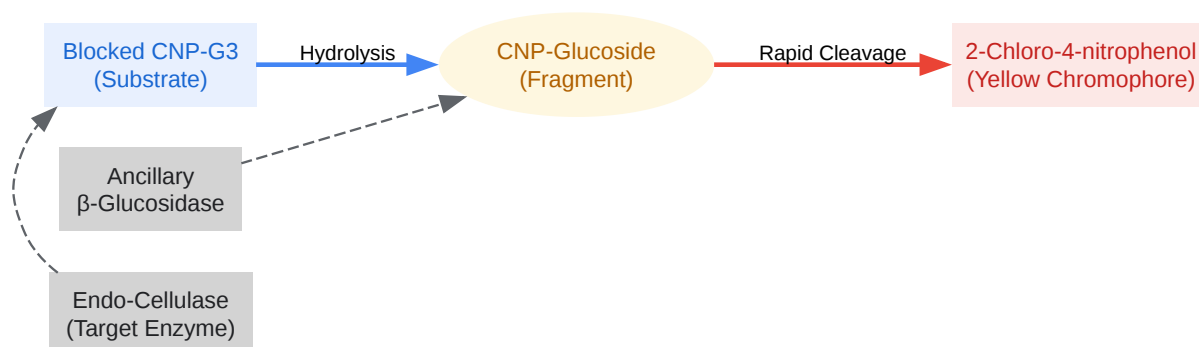 Blocked CNP-G3
(Substrate)
Hydrolysis
CNP-Glucoside
(Fragment)
Rapid Cleavage
2-Chloro-4-nitrophenol
(Yellow Chromophore)
Ancillary
β-Glucosidase
Endo-Cellulase
(Target Enzyme)